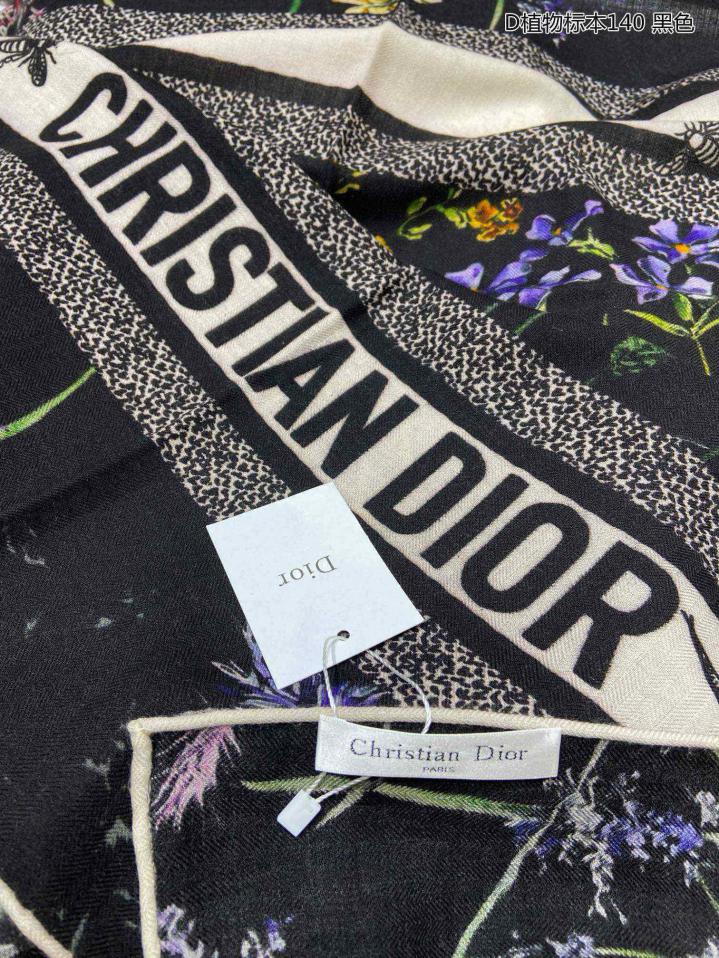 D植物标本140 黑色
CHRISTIAN DIOR
Dior
Christian Dior
PARIS